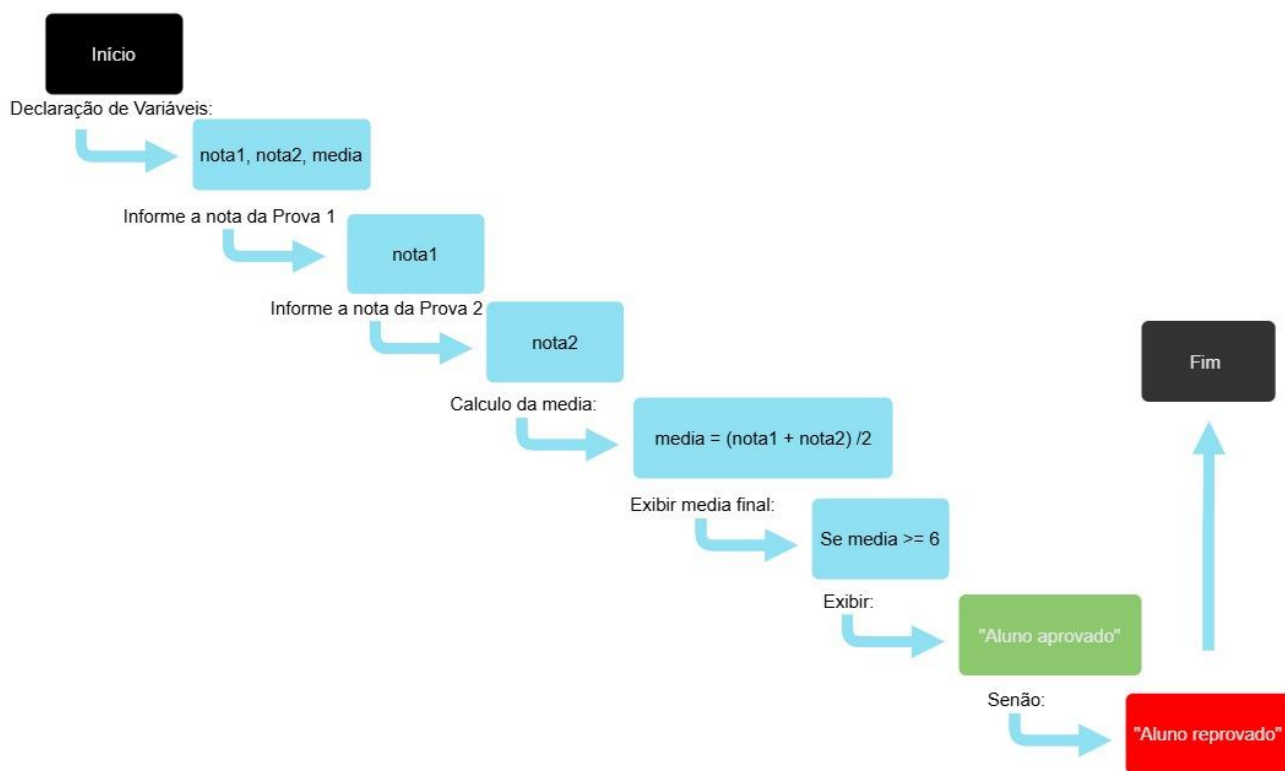 Início
Declaração de Variáveis:
nota1, nota2, media
Informe a nota da Prova 1
nota1
Informe a nota da Prova 2
nota2
Calculo da media:
media = (nota1 + nota2) /2
Exibir media final:
Se media >= 6
Exibir:
"Aluno aprovado"
Senão:
"Aluno reprovado"
Fim